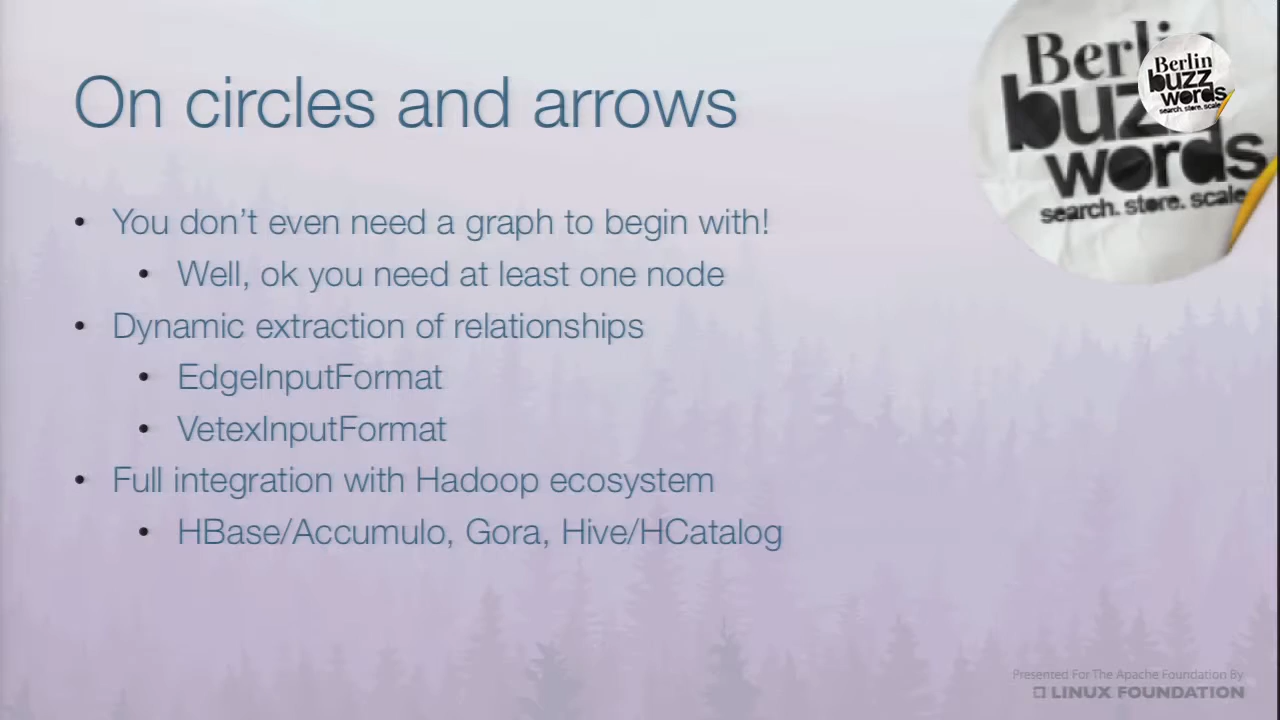 On circles and arrows
Berlin
buzz
words
search. store. scale
Berlin
buzz
words
search. store. scale
• You don't even need a graph to begin with!
• Well, ok you need at least one node
• Dynamic extraction of relationships
• EdgeInputFormat
• VetexInputFormat
• Full integration with Hadoop ecosystem
• HBase/Accumulo, Gora, Hive/HCatalog
Presented For The Apache Foundation By
LINUX FOUNDATION